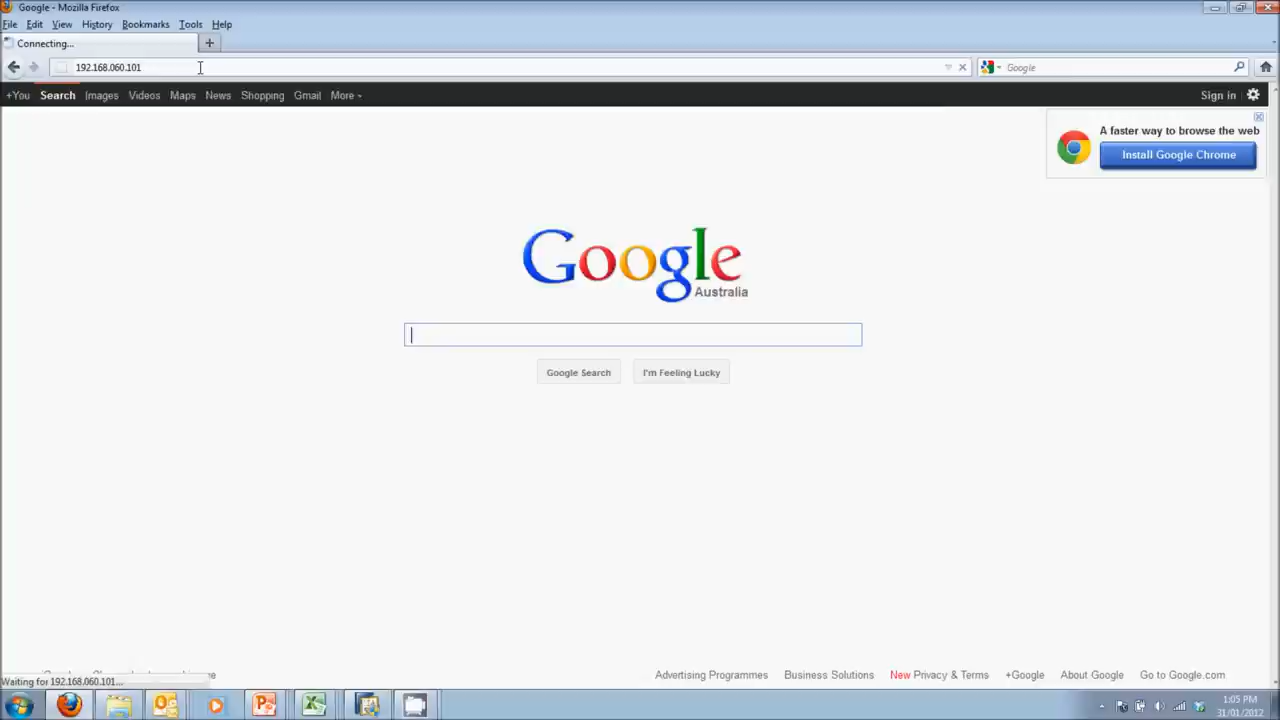 Google - Mozilla Firefox
File Edit View History Bookmarks Tools Help
Connecting...
192.168.060.101
Google
+You Search Images Videos Maps News Shopping Gmail More
Sign in
A faster way to browse the web
Install Google Chrome
Google
Australia
Google Search I'm Feeling Lucky
Advertising Programmes Business Solutions New Privacy & Terms +Google About Google Go to Google.com
Waiting for 192.168.060.101...
1:05 PM
31/01/2012